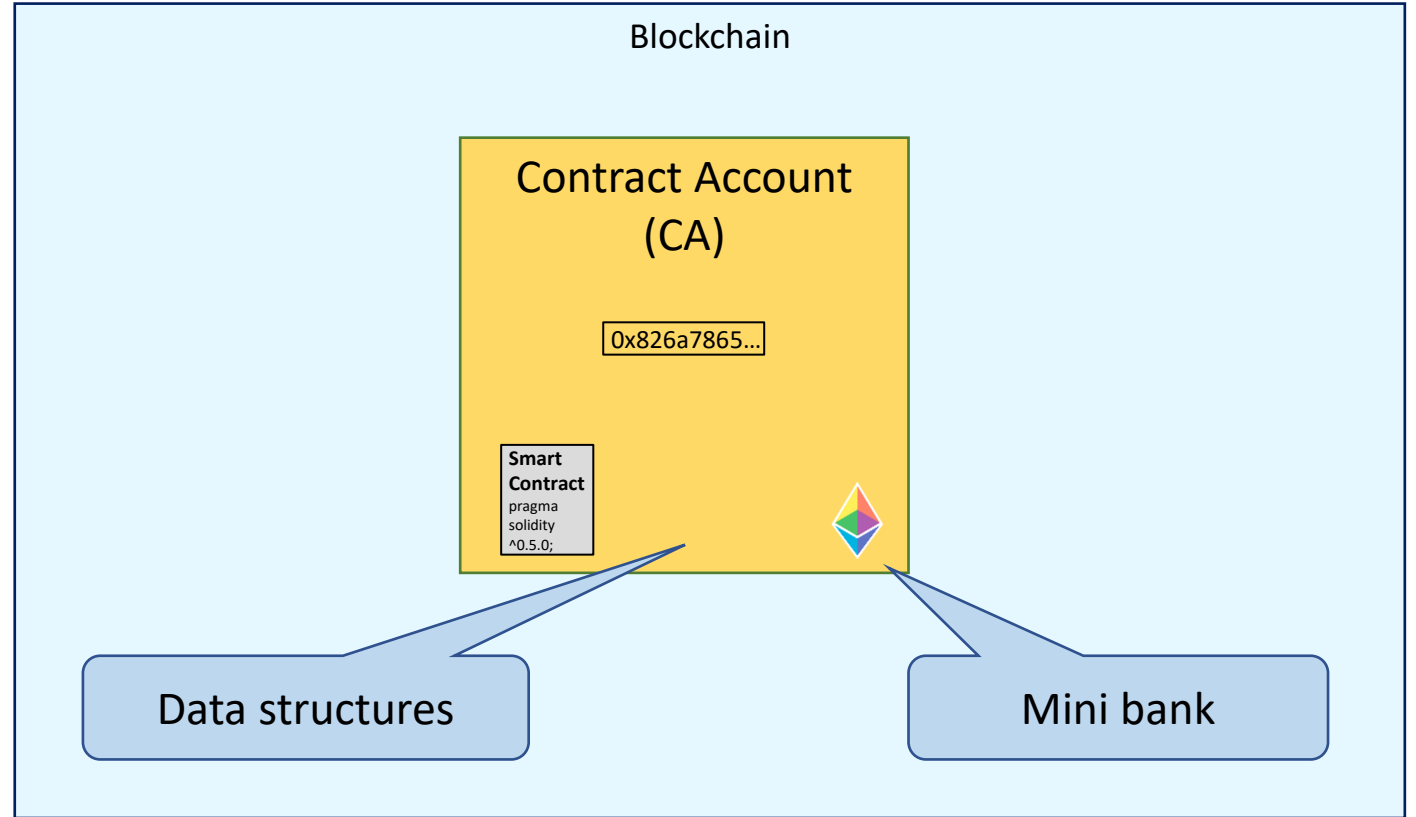 Blockchain
Contract Account
(CA)
0x826a7865...
Smart
Contract
pragma
solidity
^0.5.0;
Data structures
Mini bank